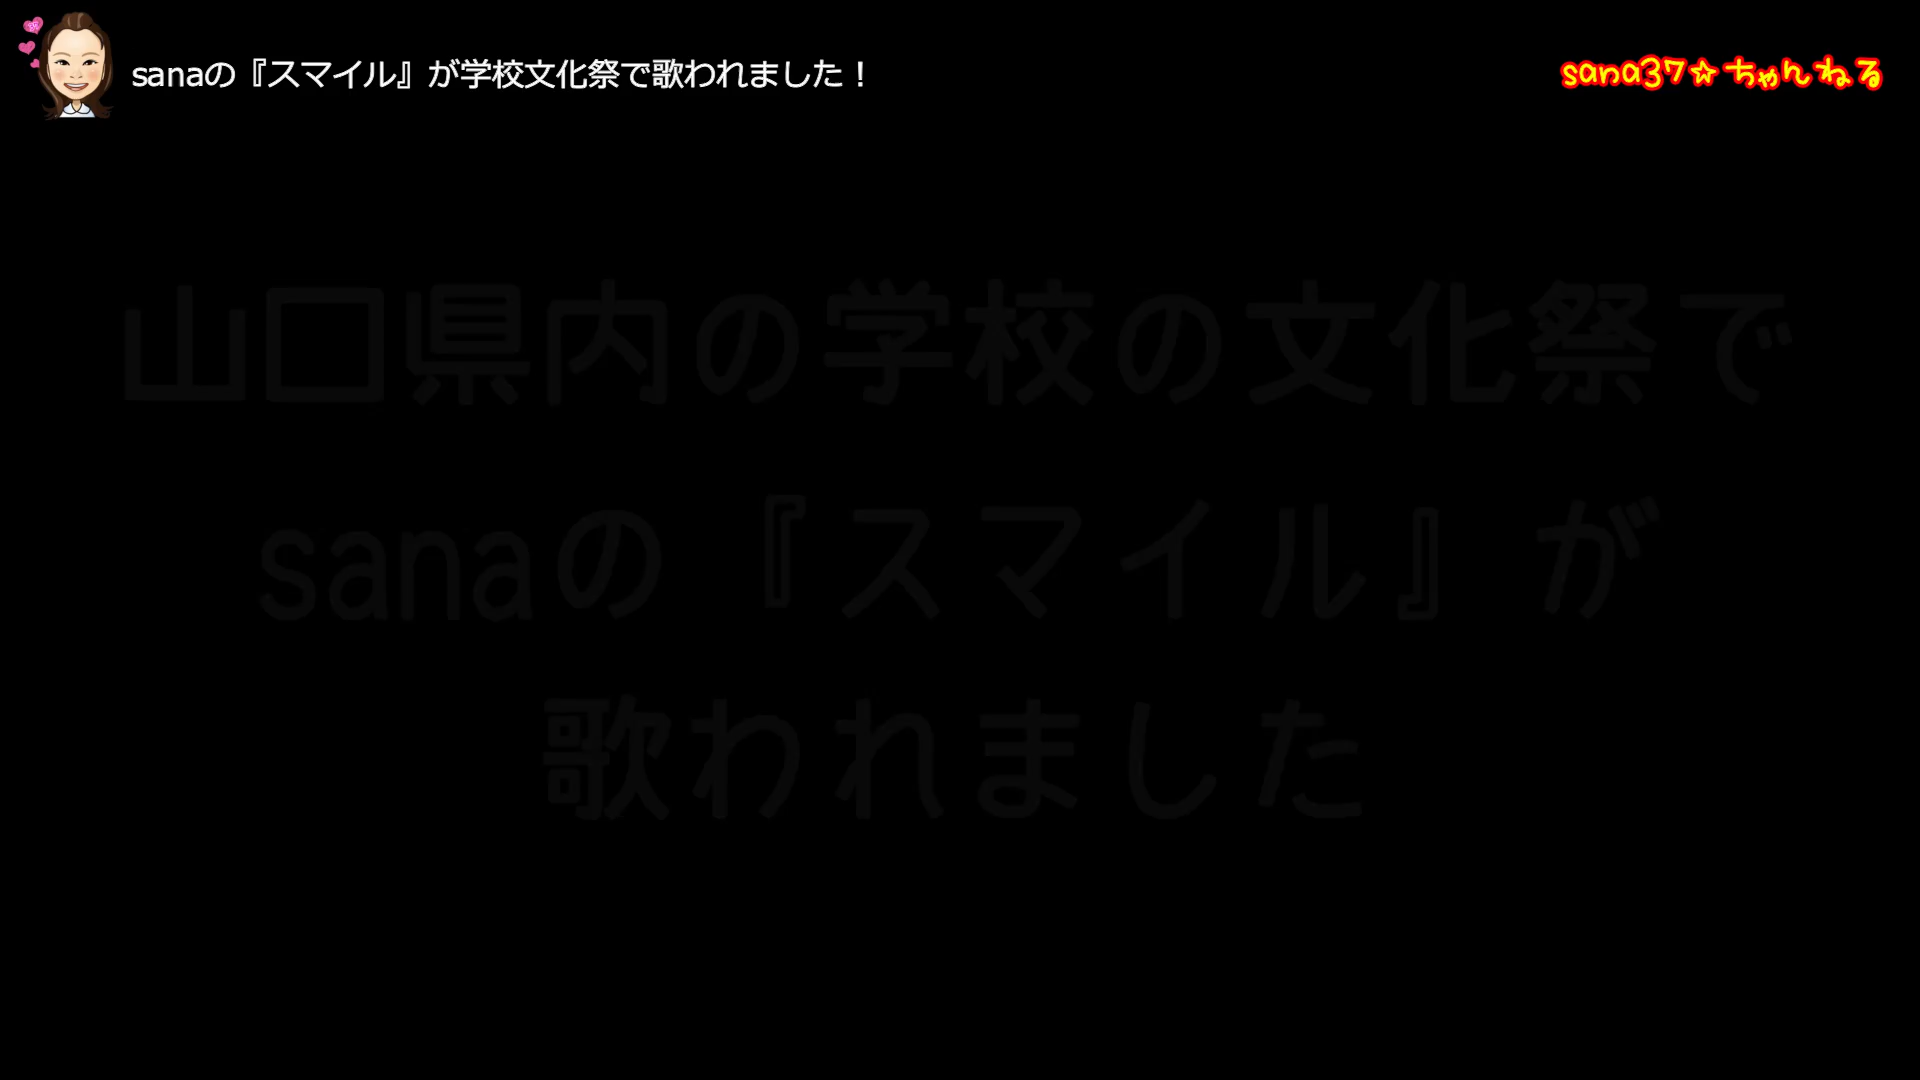 sanaの『スマイル』が学校文化祭で歌われました！
sana37☆ちゃんねる
山口県内の学校の文化祭で
sanaの『スマイル』が
歌われました